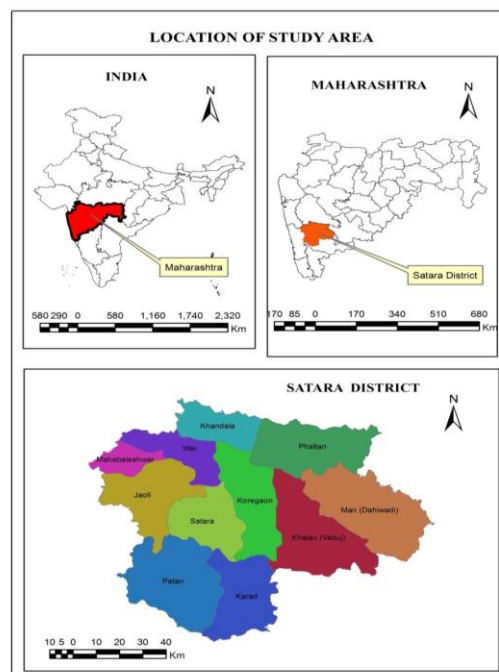 LOCATION OF STUDY AREA
INDIA
N
Maharashtra
580 290 0 580 1,160 1,740 2,320
Km
MAHARASHTRA
N
Satara District
170 85 0 170 340 510 680
Km
SATARA DISTRICT
N
Khandala
Phaltan
Wai
Mahabaleshwar
Jaoli
Koregaon
Man (Dahiwadi)
Satara
Khatav (Vaduj)
Patan
Karad
10 5 0 10 20 30 40
Km